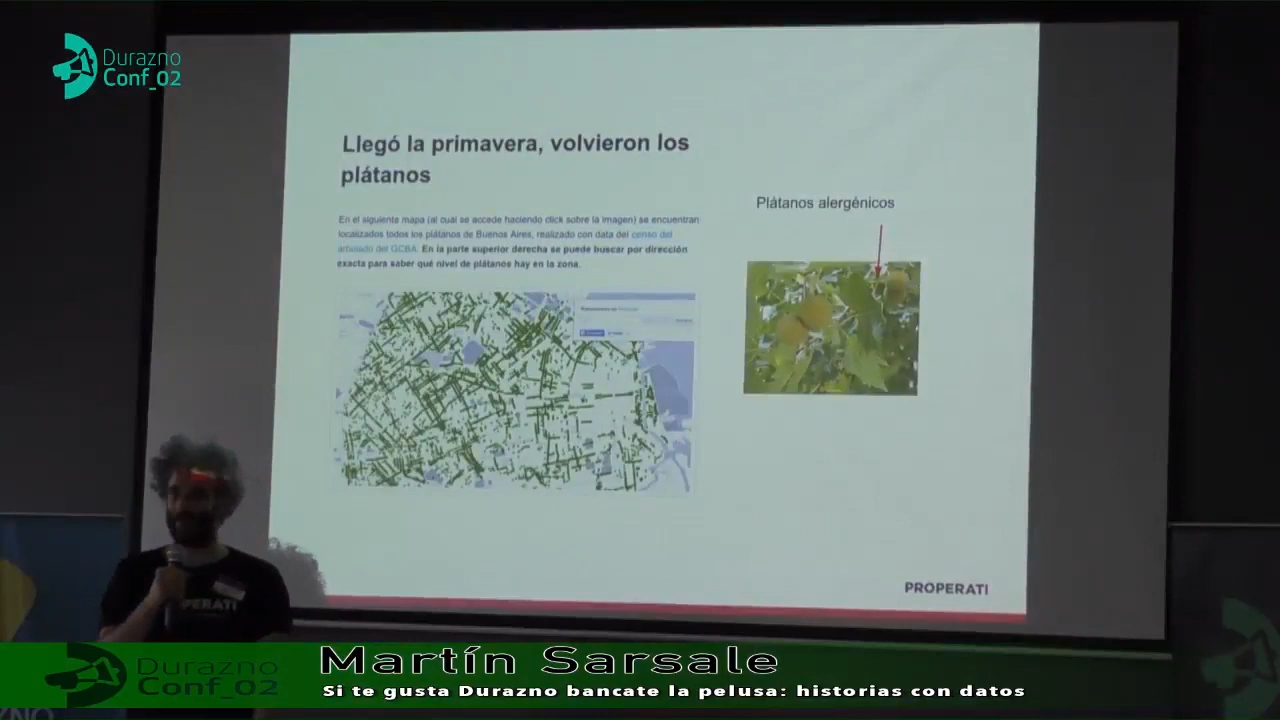 Durazno
Conf_02
Llegó la primavera, volvieron los
plátanos
En el siguiente mapa (al cual se accede haciendo click sobre la imagen) se encuentran
localizados todos los plátanos de Buenos Aires, realizado con data del censo del
arbolado del GCBA. En la parte superior derecha se puede buscar por dirección
exacta para saber qué nivel de plátanos hay en la zona.
Plátanos alergénicos
PROPERATI
PERATI
Durazno
Conf_02
Martín Sarsale
Si te gusta Durazno bancate la pelusa: historias con datos